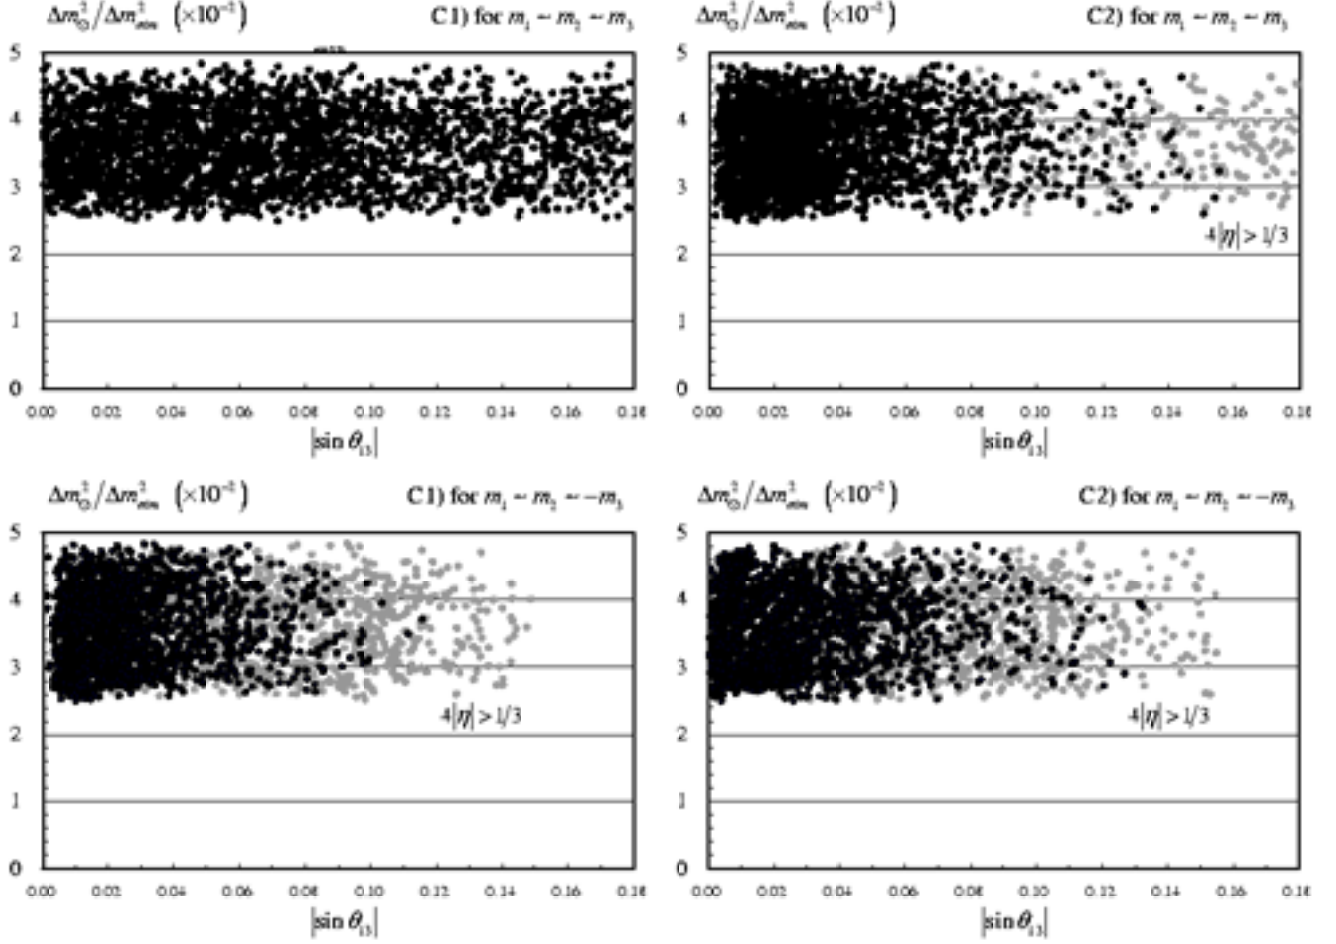 Δm²⊙/Δm²atm (×10⁻²) C1) for m₁ ~ m₂ ~ m₃
5
4
3
2
1
0
0.00 0.02 0.04 0.06 0.08 0.10 0.12 0.14 0.16 0.18
|sin θ₁₃|
Δm²⊙/Δm²atm (×10⁻²) C2) for m₁ ~ m₂ ~ m₃
5
4
3
4|η| > 1/3
2
1
0
0.00 0.02 0.04 0.06 0.08 0.10 0.12 0.14 0.16 0.18
|sin θ₁₃|
Δm²⊙/Δm²atm (×10⁻²) C1) for m₁ ~ m₂ ~ −m₃
5
4
3
4|η| > 1/3
2
1
0
0.00 0.02 0.04 0.06 0.08 0.10 0.12 0.14 0.16 0.18
|sin θ₁₃|
Δm²⊙/Δm²atm (×10⁻²) C2) for m₁ ~ m₂ ~ −m₃
5
4
3
4|η| > 1/3
2
1
0
0.00 0.02 0.04 0.06 0.08 0.10 0.12 0.14 0.16 0.18
|sin θ₁₃|